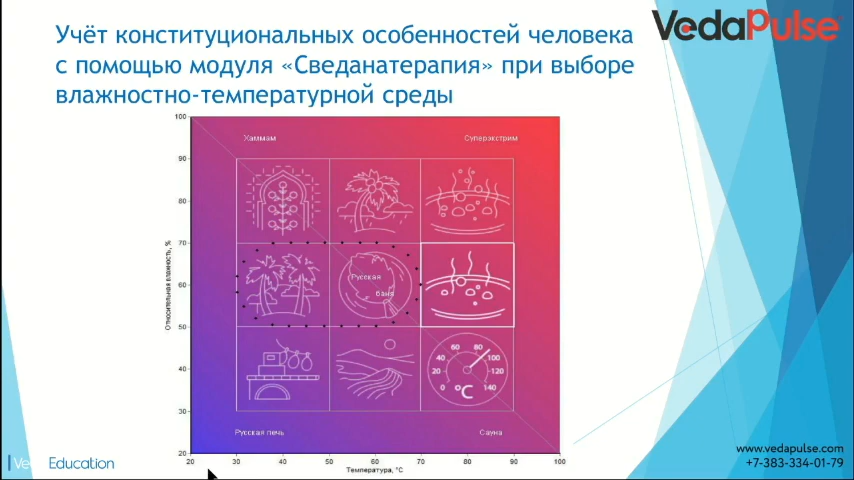 Учёт конституциональных особенностей человека
с помощью модуля «Сведанатерапия» при выборе
влажностно-температурной среды
VedaPulse
Хаммам
Суперэкстрим
Русская
баня
Русская печь
Сауна
Относительная влажность, %
100
90
80
70
60
50
40
30
20
0
20
40
60
80
100
120
140
°C
20
30
40
50
60
70
80
90
100
Температура, °C
Education
www.vedapulse.com
+7-383-334-01-79